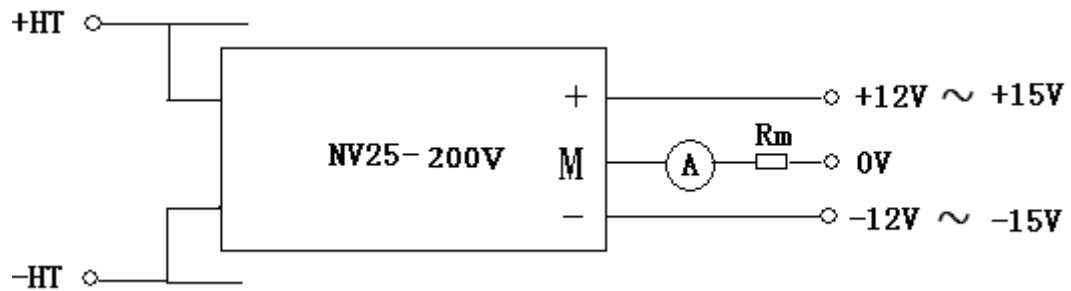 +HT
+ +12V ～ +15V
Rm
NV25-200V M A 0V
− −12V ～ −15V
-HT